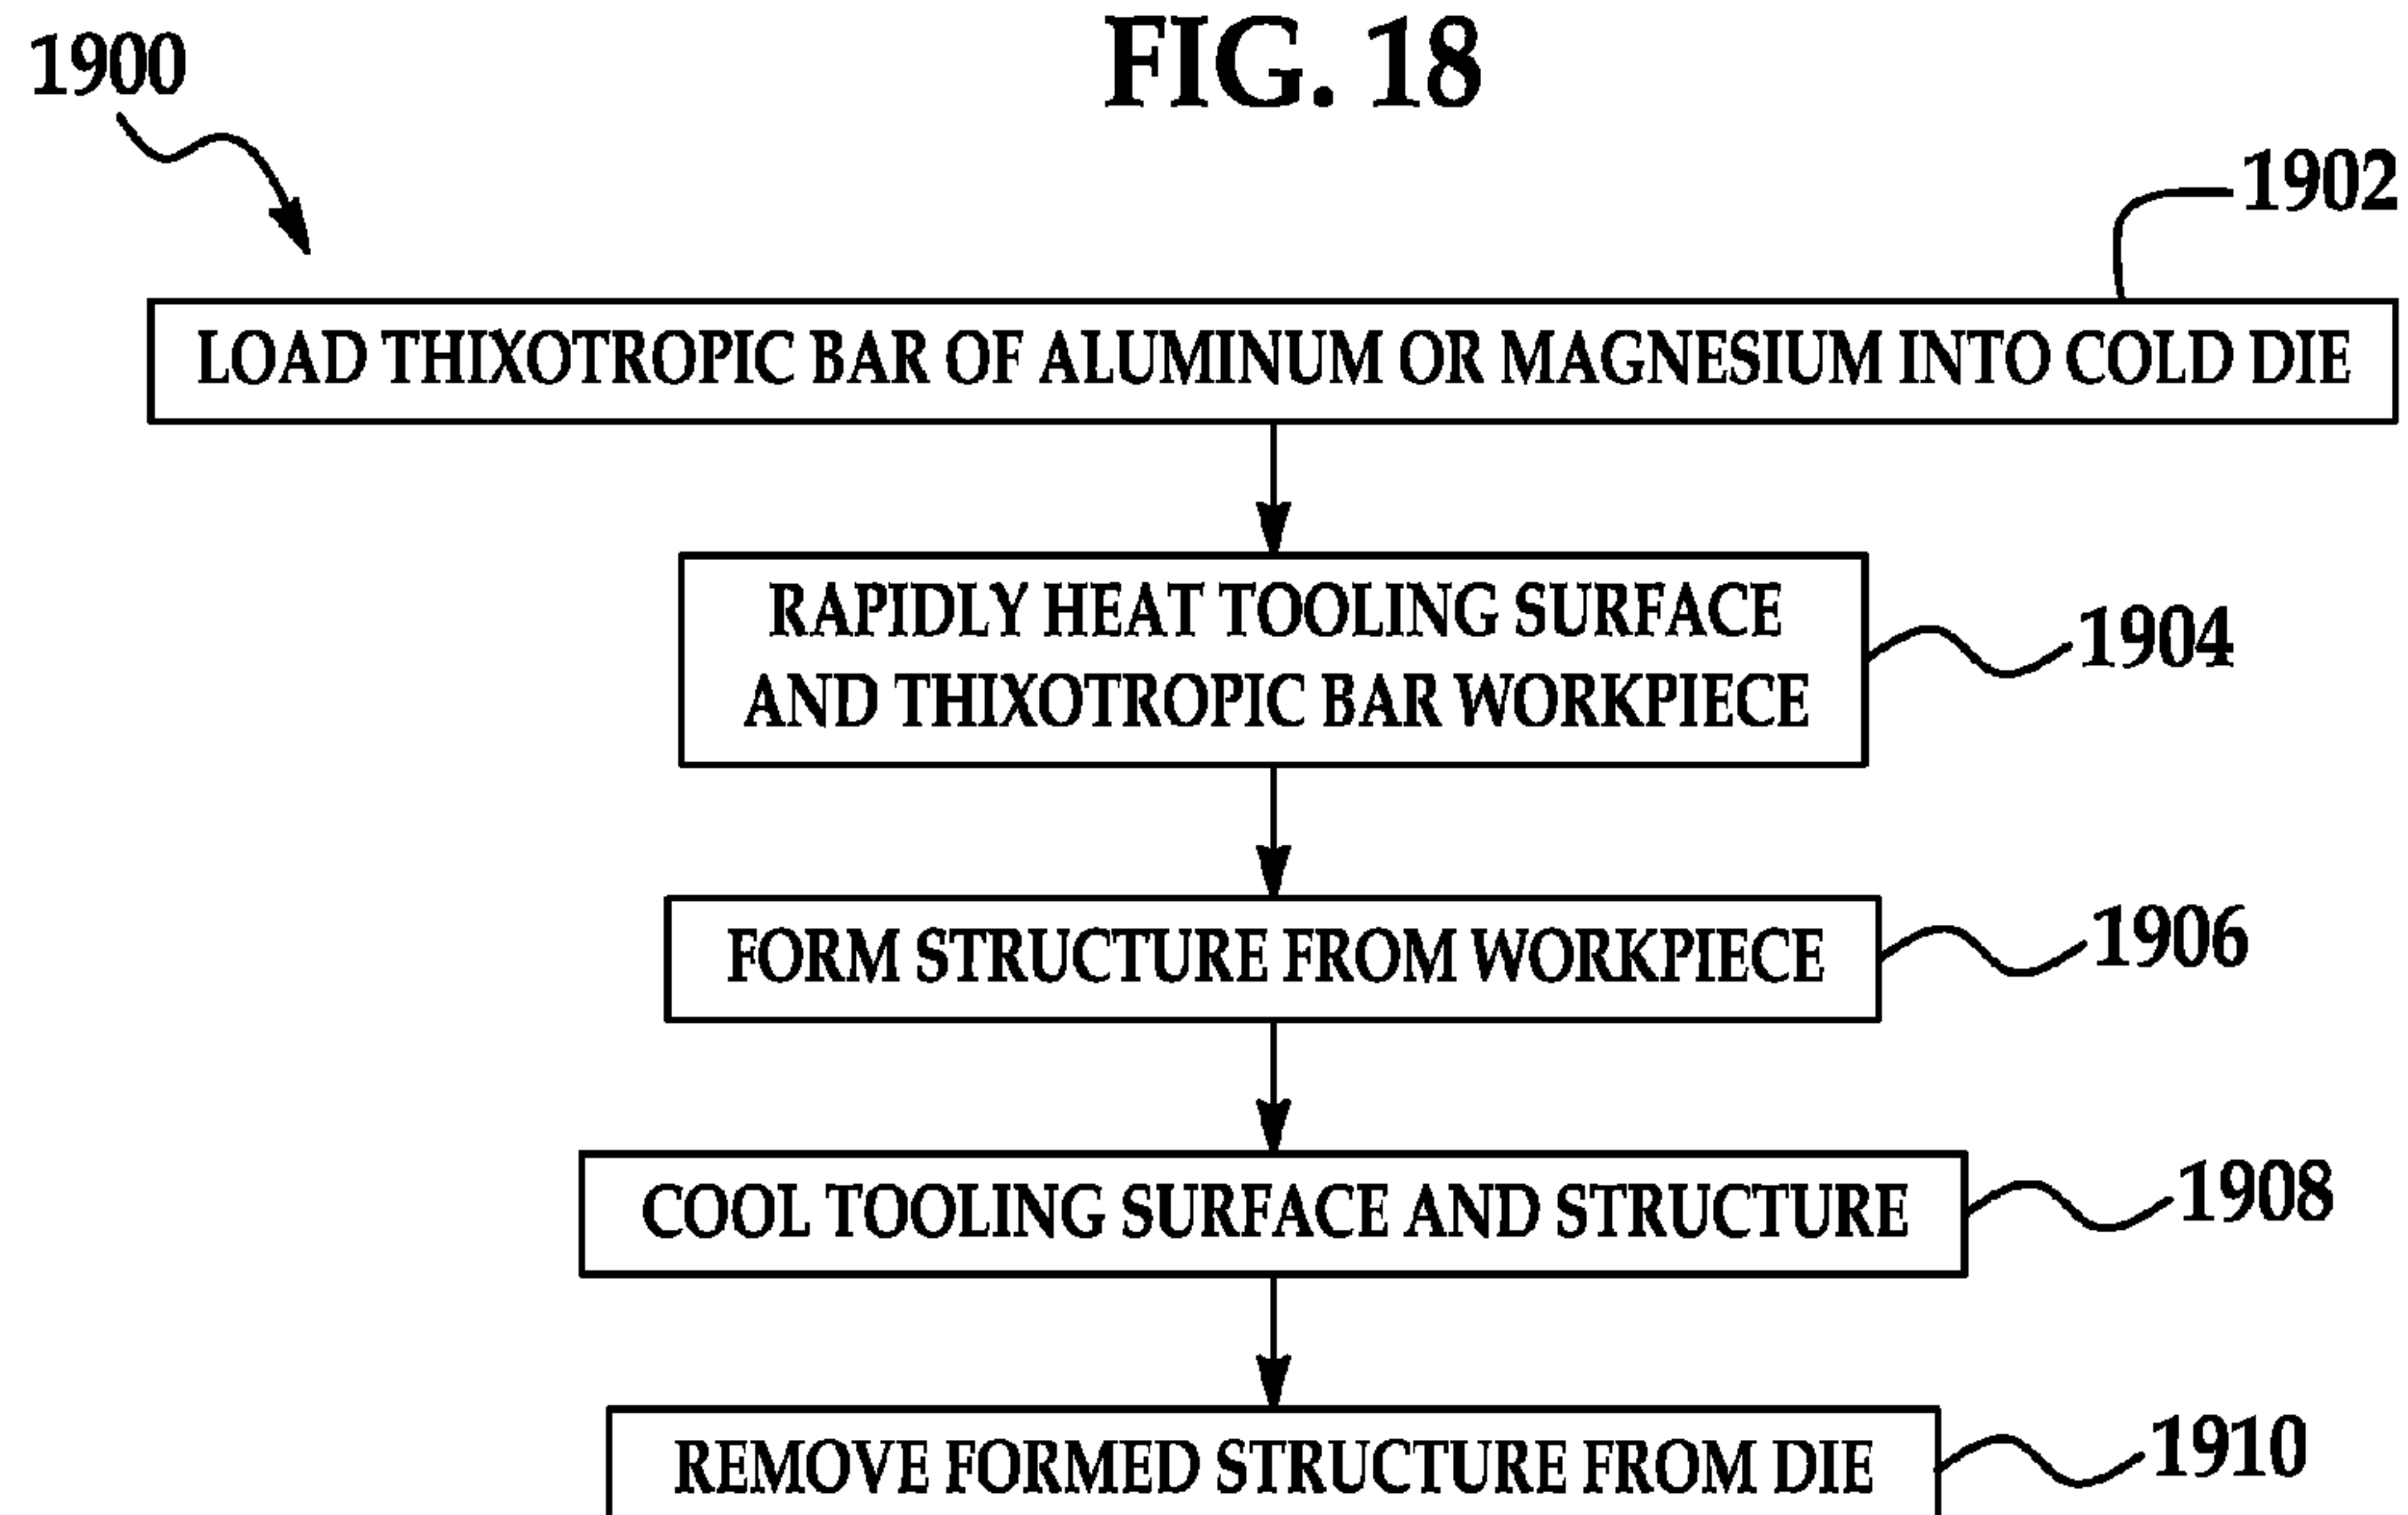 FIG. 18
1900
1902
LOAD THIXOTROPIC BAR OF ALUMINUM OR MAGNESIUM INTO COLD DIE
RAPIDLY HEAT TOOLING SURFACE
AND THIXOTROPIC BAR WORKPIECE
1904
FORM STRUCTURE FROM WORKPIECE
1906
COOL TOOLING SURFACE AND STRUCTURE
1908
REMOVE FORMED STRUCTURE FROM DIE
1910